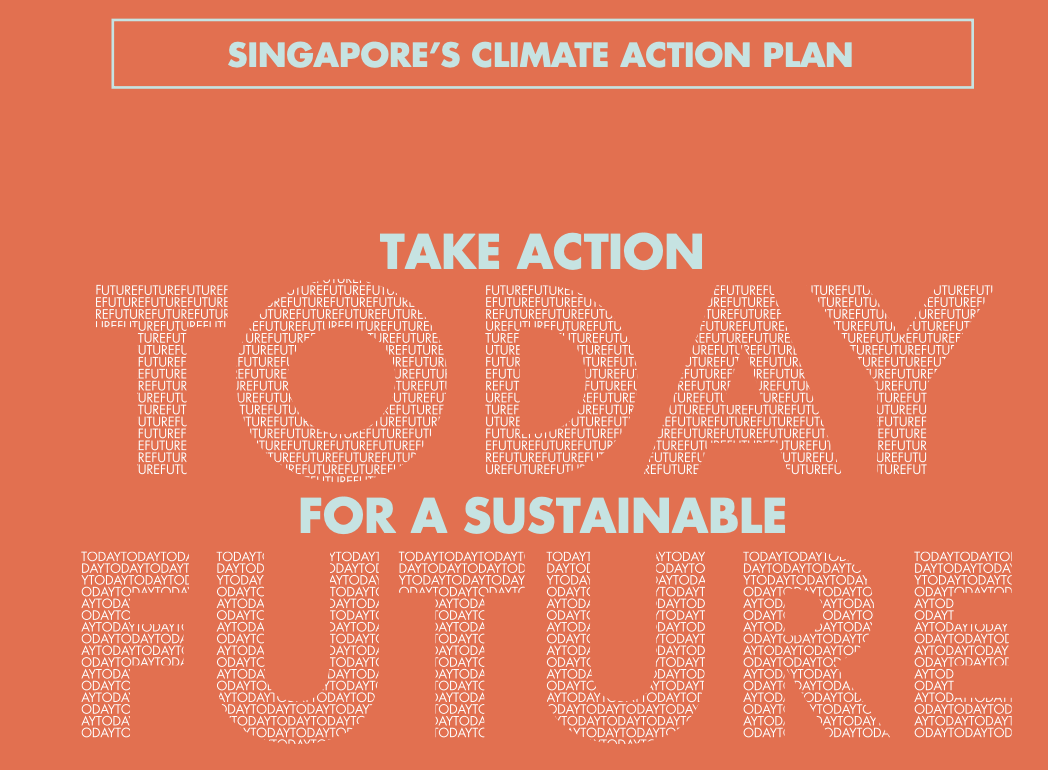 SINGAPORE'S CLIMATE ACTION PLAN
TAKE ACTION
TODAY
FOR A SUSTAINABLE
FUTURE